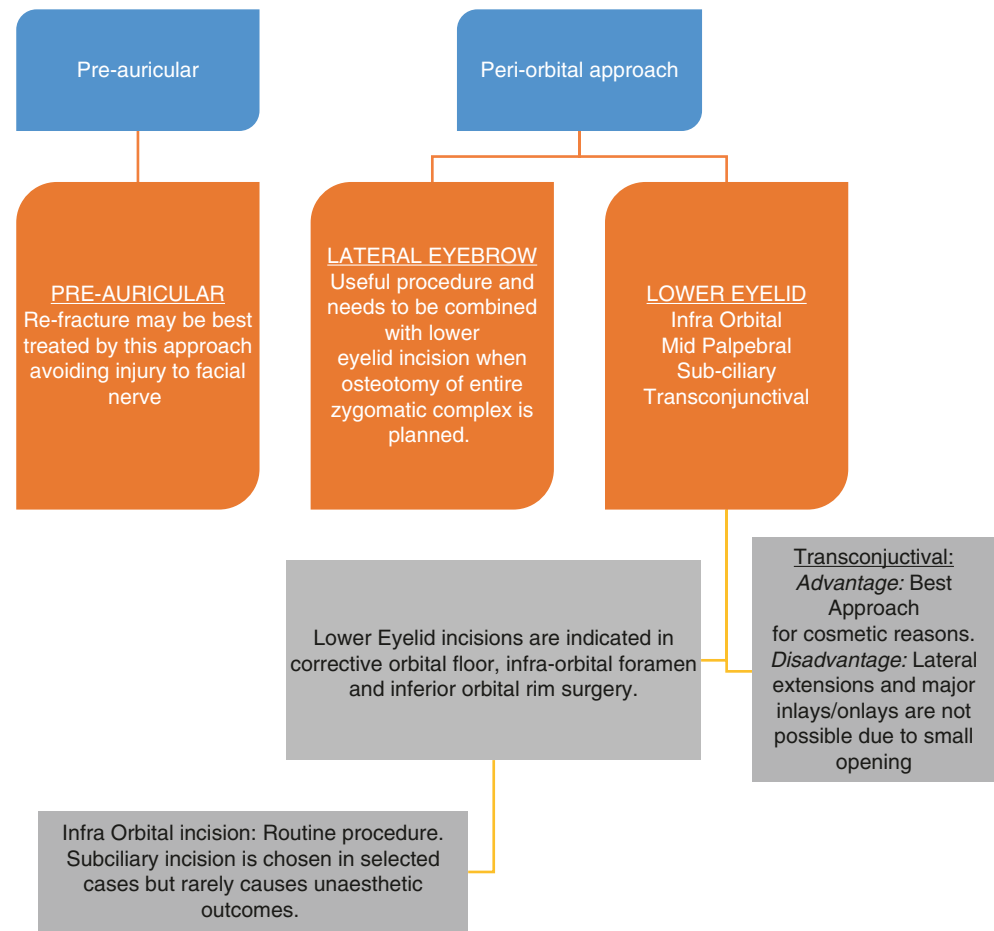 Pre-auricular
Peri-orbital approach
PRE-AURICULAR
Re-fracture may be best
treated by this approach
avoiding injury to facial
nerve
LATERAL EYEBROW
Useful procedure and
needs to be combined
with lower
eyelid incision when
osteotomy of entire
zygomatic complex is
planned.
LOWER EYELID
Infra Orbital
Mid Palpebral
Sub-ciliary
Transconjunctival
Lower Eyelid incisions are indicated in
corrective orbital floor, infra-orbital foramen
and inferior orbital rim surgery.
Transconjuctival:
Advantage: Best
Approach
for cosmetic reasons.
Disadvantage: Lateral
extensions and major
inlays/onlays are not
possible due to small
opening
Infra Orbital incision: Routine procedure.
Subciliary incision is chosen in selected
cases but rarely causes unaesthetic
outcomes.